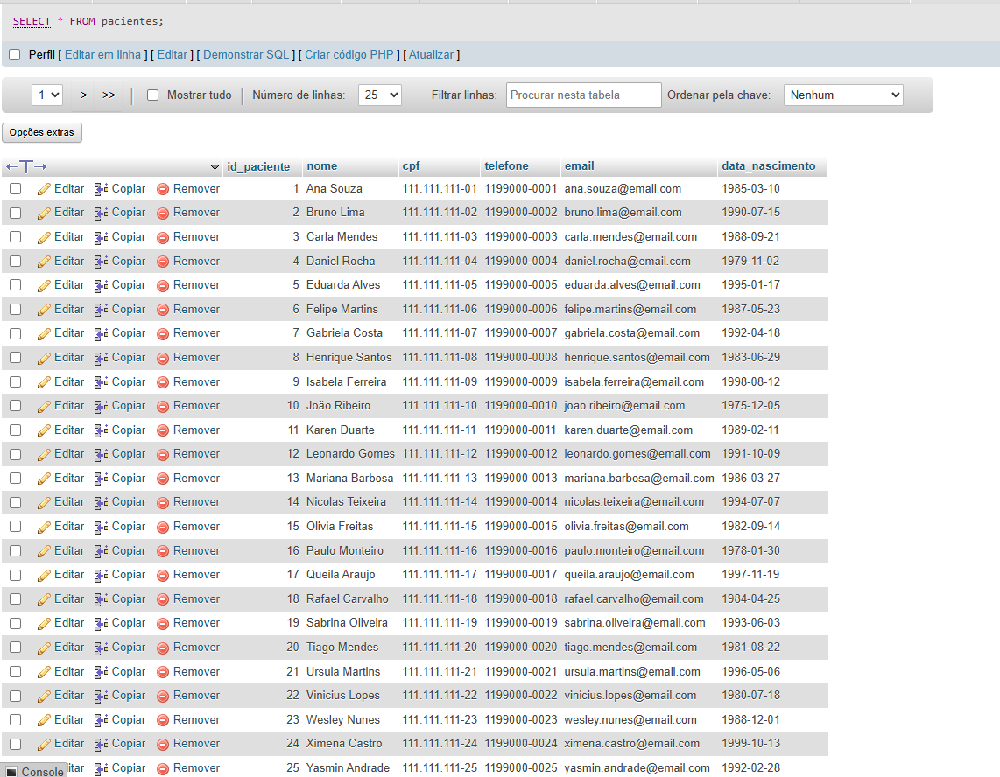 SELECT * FROM pacientes;
Perfil [ Editar em linha ] [ Editar ] [ Demonstrar SQL ] [ Criar código PHP ] [ Atualizar ]
1 > >> | Mostrar tudo | Número de linhas: 25 Filtrar linhas: Procurar nesta tabela Ordenar pela chave: Nenhum
Opções extras
←T→ id_paciente nome cpf telefone email data_nascimento
Editar Copiar Remover 1 Ana Souza 111.111.111-01 1199000-0001 ana.souza@email.com 1985-03-10
Editar Copiar Remover 2 Bruno Lima 111.111.111-02 1199000-0002 bruno.lima@email.com 1990-07-15
Editar Copiar Remover 3 Carla Mendes 111.111.111-03 1199000-0003 carla.mendes@email.com 1988-09-21
Editar Copiar Remover 4 Daniel Rocha 111.111.111-04 1199000-0004 daniel.rocha@email.com 1979-11-02
Editar Copiar Remover 5 Eduarda Alves 111.111.111-05 1199000-0005 eduarda.alves@email.com 1995-01-17
Editar Copiar Remover 6 Felipe Martins 111.111.111-06 1199000-0006 felipe.martins@email.com 1987-05-23
Editar Copiar Remover 7 Gabriela Costa 111.111.111-07 1199000-0007 gabriela.costa@email.com 1992-04-18
Editar Copiar Remover 8 Henrique Santos 111.111.111-08 1199000-0008 henrique.santos@email.com 1983-06-29
Editar Copiar Remover 9 Isabela Ferreira 111.111.111-09 1199000-0009 isabela.ferreira@email.com 1998-08-12
Editar Copiar Remover 10 João Ribeiro 111.111.111-10 1199000-0010 joao.ribeiro@email.com 1975-12-05
Editar Copiar Remover 11 Karen Duarte 111.111.111-11 1199000-0011 karen.duarte@email.com 1989-02-11
Editar Copiar Remover 12 Leonardo Gomes 111.111.111-12 1199000-0012 leonardo.gomes@email.com 1991-10-09
Editar Copiar Remover 13 Mariana Barbosa 111.111.111-13 1199000-0013 mariana.barbosa@email.com 1986-03-27
Editar Copiar Remover 14 Nicolas Teixeira 111.111.111-14 1199000-0014 nicolas.teixeira@email.com 1994-07-07
Editar Copiar Remover 15 Olivia Freitas 111.111.111-15 1199000-0015 olivia.freitas@email.com 1982-09-14
Editar Copiar Remover 16 Paulo Monteiro 111.111.111-16 1199000-0016 paulo.monteiro@email.com 1978-01-30
Editar Copiar Remover 17 Queila Araujo 111.111.111-17 1199000-0017 queila.araujo@email.com 1997-11-19
Editar Copiar Remover 18 Rafael Carvalho 111.111.111-18 1199000-0018 rafael.carvalho@email.com 1984-04-25
Editar Copiar Remover 19 Sabrina Oliveira 111.111.111-19 1199000-0019 sabrina.oliveira@email.com 1993-06-03
Editar Copiar Remover 20 Tiago Mendes 111.111.111-20 1199000-0020 tiago.mendes@email.com 1981-08-22
Editar Copiar Remover 21 Ursula Martins 111.111.111-21 1199000-0021 ursula.martins@email.com 1996-05-06
Editar Copiar Remover 22 Vinicius Lopes 111.111.111-22 1199000-0022 vinicius.lopes@email.com 1980-07-18
Editar Copiar Remover 23 Wesley Nunes 111.111.111-23 1199000-0023 wesley.nunes@email.com 1988-12-01
Editar Copiar Remover 24 Ximena Castro 111.111.111-24 1199000-0024 ximena.castro@email.com 1999-10-13
Console itar Copiar Remover 25 Yasmin Andrade 111.111.111-25 1199000-0025 yasmin.andrade@email.com 1992-02-28